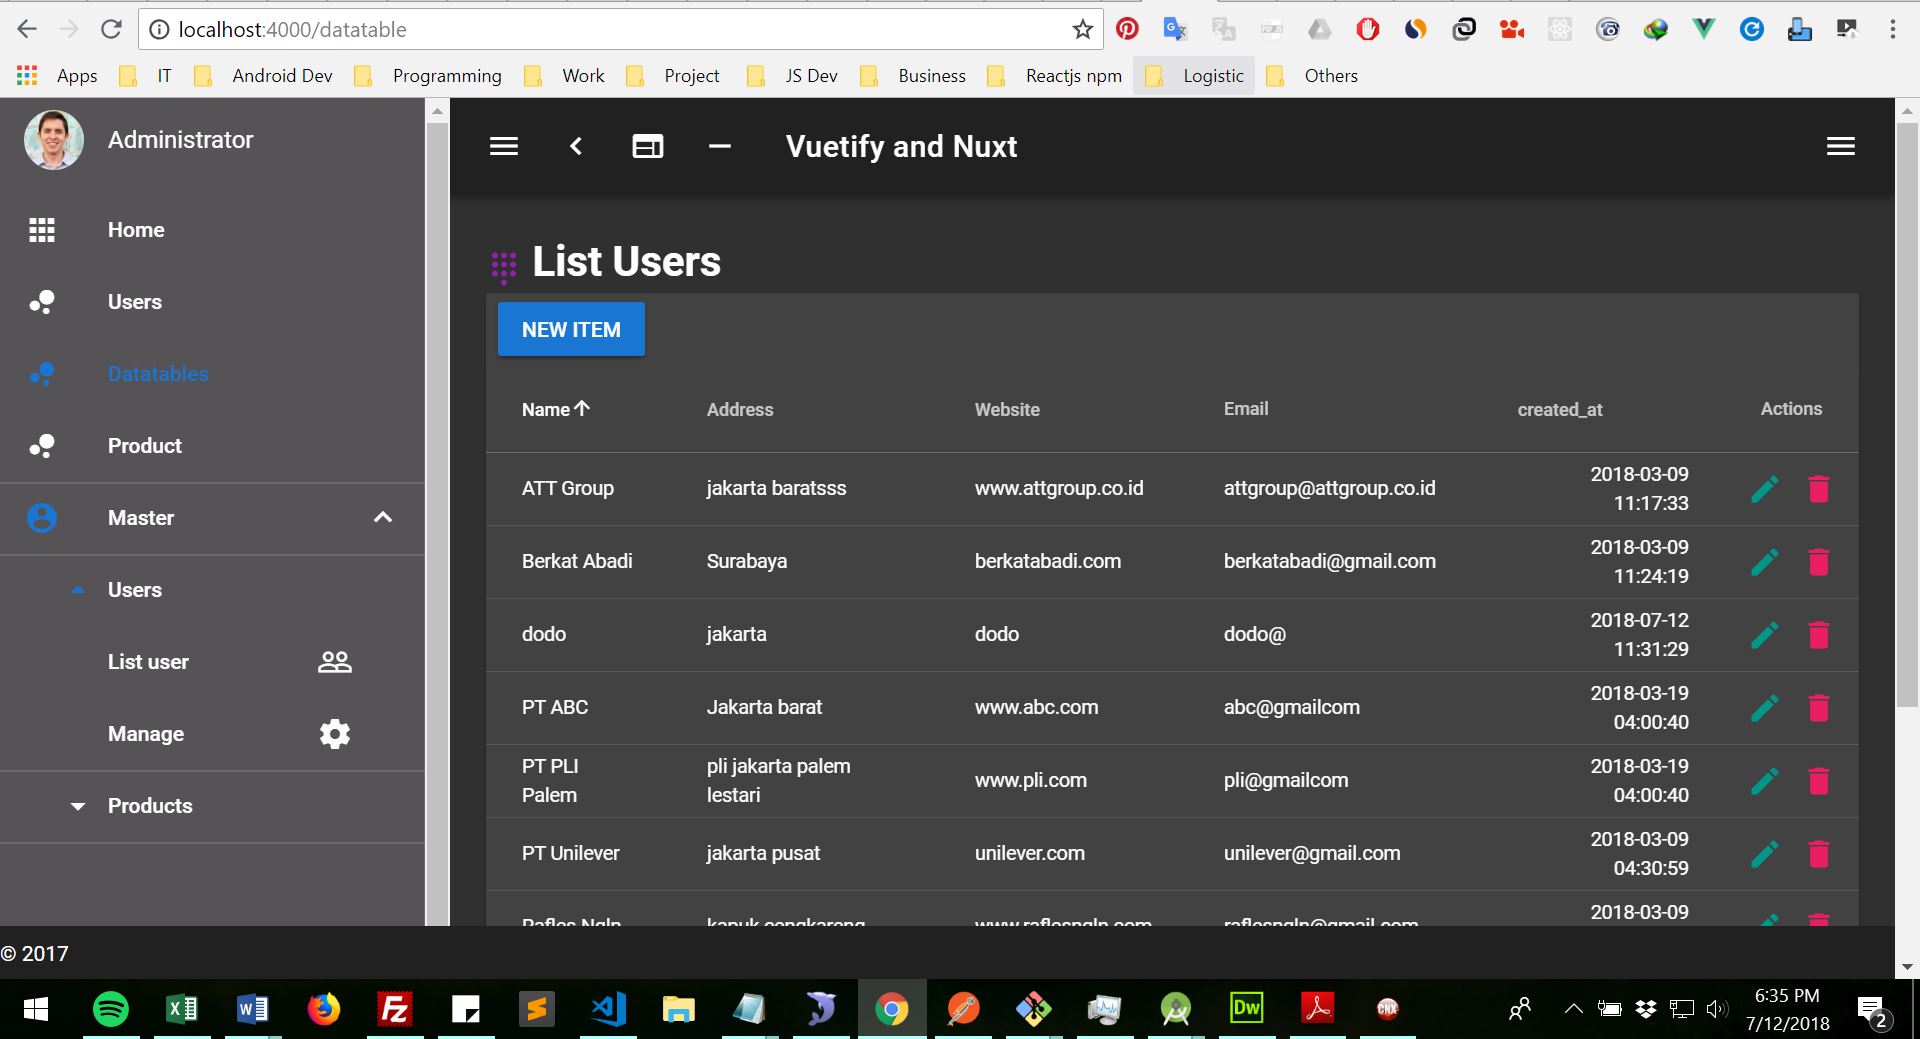 localhost:4000/datatable
Apps IT Android Dev Programming Work Project JS Dev Business Reactjs npm Logistic Others
Administrator
Home
Users
Datatables
Product
Master
Users
List user
Manage
Products
Vuetify and Nuxt
List Users
NEW ITEM
Name Address Website Email created_at Actions
ATT Group jakarta baratsss www.attgroup.co.id attgroup@attgroup.co.id 2018-03-09
11:17:33
Berkat Abadi Surabaya berkatabadi.com berkatabadi@gmail.com 2018-03-09
11:24:19
dodo jakarta dodo dodo@ 2018-07-12
11:31:29
PT ABC Jakarta barat www.abc.com abc@gmailcom 2018-03-19
04:00:40
PT PLI pli jakarta palem www.pli.com pli@gmailcom 2018-03-19
Palem lestari 04:00:40
PT Unilever jakarta pusat unilever.com unilever@gmail.com 2018-03-09
04:30:59
2018-03-09
© 2017
6:35 PM
7/12/2018
2